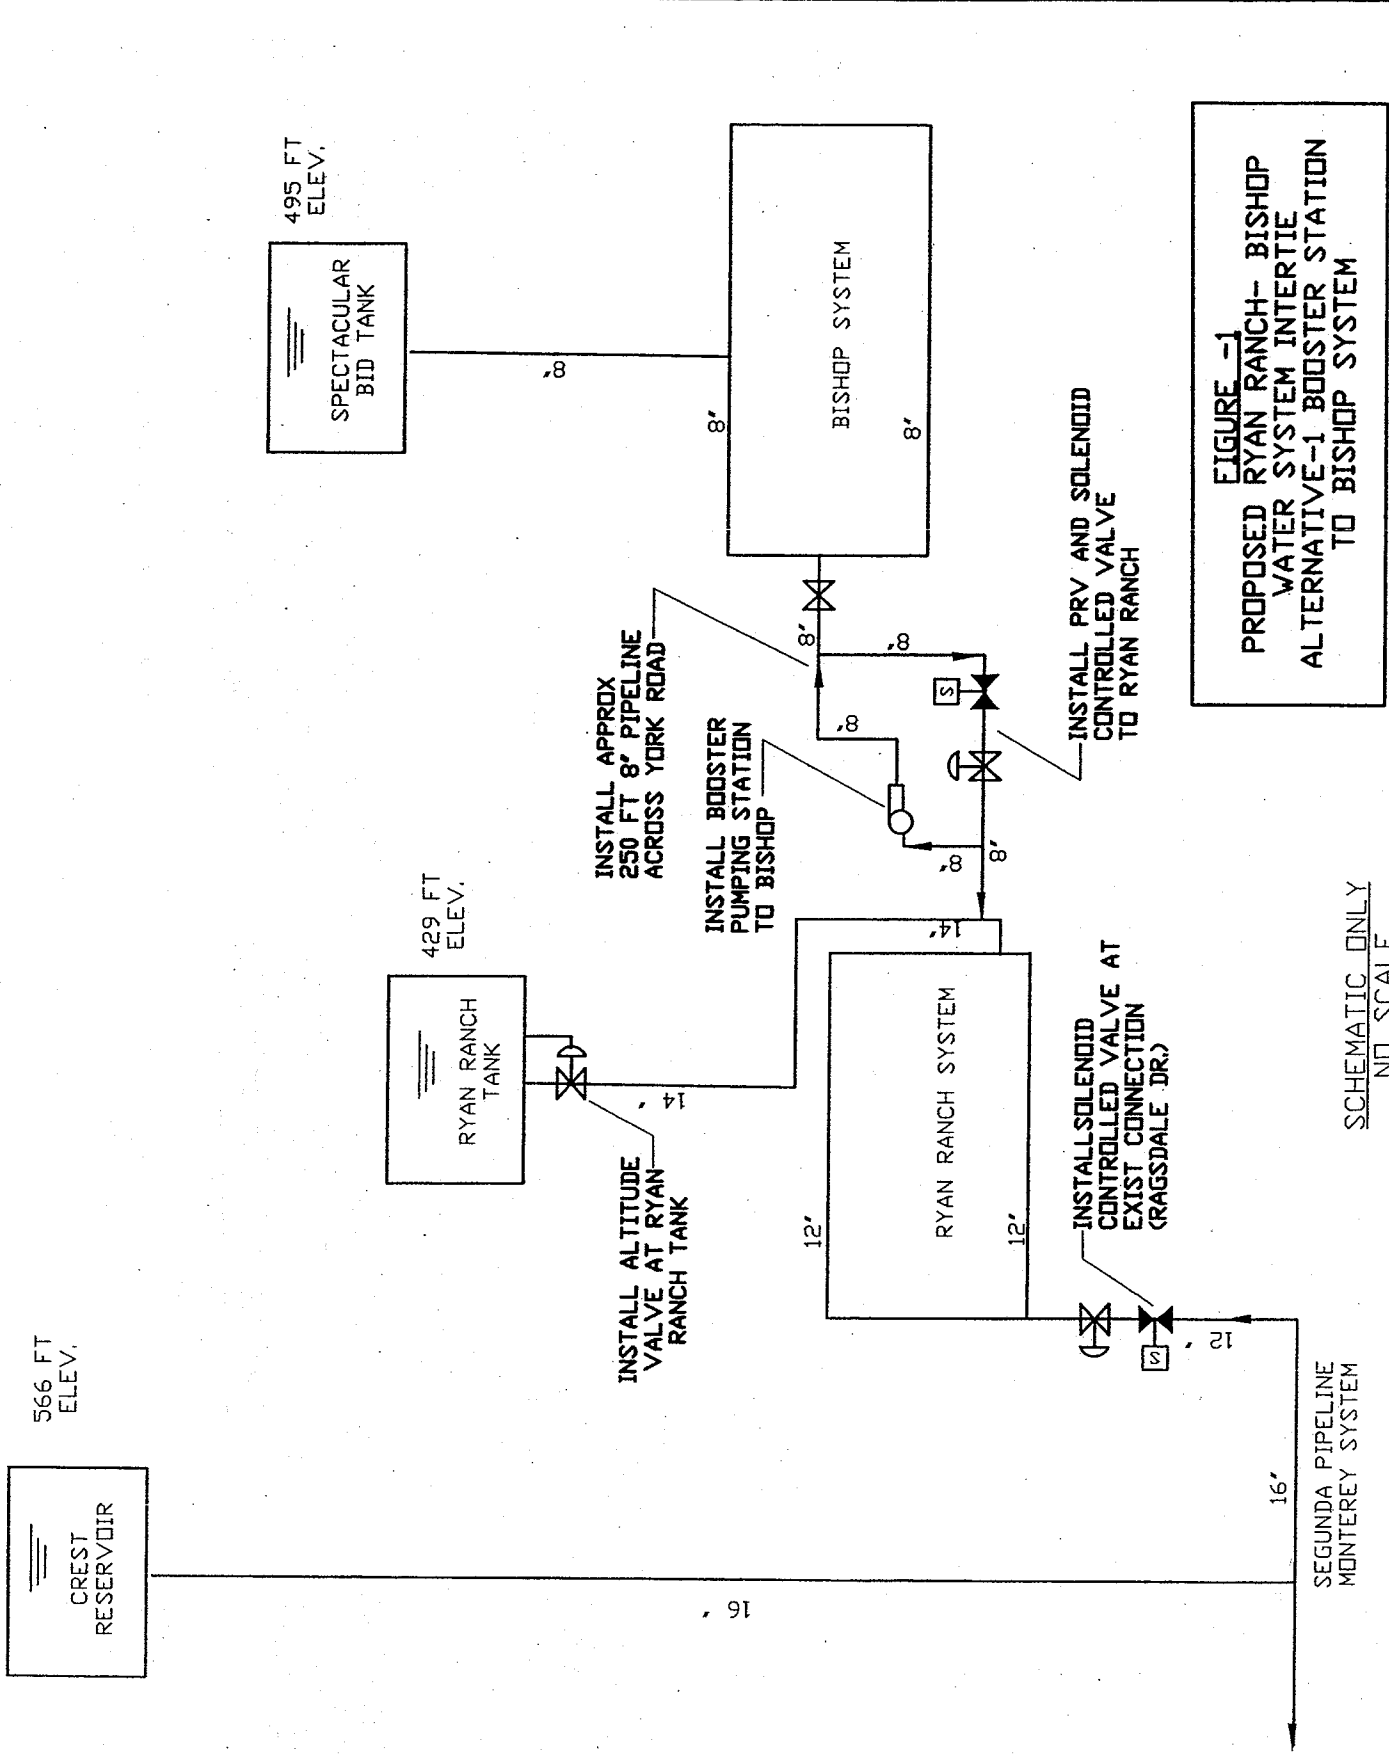 566 FT
ELEV.
CREST
RESERVOIR
16'
16"
SEGUNDA PIPELINE
MONTEREY SYSTEM
12'
S
INSTALLSOLENOID
CONTROLLED VALVE AT
EXIST CONNECTION
(RAGSDALE DR.)
RYAN RANCH SYSTEM
12'
12'
429 FT
ELEV.
RYAN RANCH
TANK
INSTALL ALTITUDE
VALVE AT RYAN
RANCH TANK
14'
14'
INSTALL APPROX
250 FT 8' PIPELINE
ACROSS YORK ROAD
INSTALL BOOSTER
PUMPING STATION
TO BISHOP
8'
8'
8'
8'
8'
S
INSTALL PRV AND SOLENOID
CONTROLLED VALVE
TO RYAN RANCH
495 FT
ELEV.
SPECTACULAR
BID TANK
8'
8'
BISHOP SYSTEM
8'
SCHEMATIC ONLY
NO SCALE
FIGURE -1
PROPOSED RYAN RANCH- BISHOP
WATER SYSTEM INTERTIE
ALTERNATIVE-1 BOOSTER STATION
TO BISHOP SYSTEM